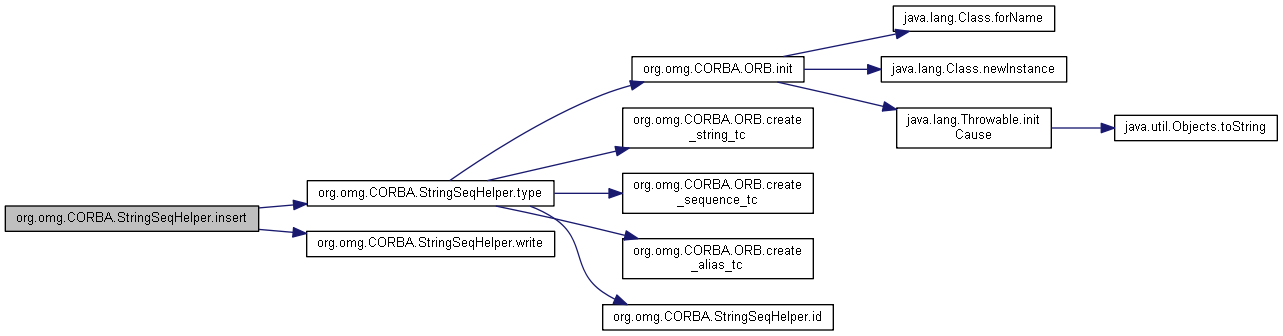 org.omg.CORBA.StringSeqHelper.insert
org.omg.CORBA.StringSeqHelper.type
org.omg.CORBA.StringSeqHelper.write
org.omg.CORBA.ORB.init
org.omg.CORBA.ORB.create
_string_tc
org.omg.CORBA.ORB.create
_sequence_tc
org.omg.CORBA.ORB.create
_alias_tc
org.omg.CORBA.StringSeqHelper.id
java.lang.Class.forName
java.lang.Class.newInstance
java.lang.Throwable.init
Cause
java.util.Objects.toString